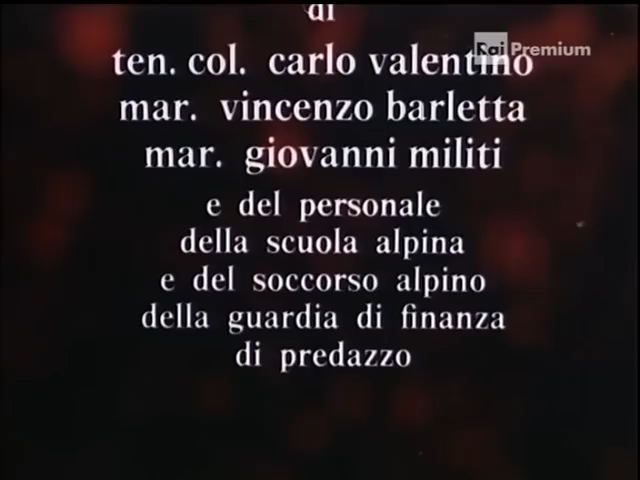 di
Rai Premium
ten. col. carlo valentino
mar. vincenzo barletta
mar. giovanni militi
e del personale
della scuola alpina
e del soccorso alpino
della guardia di finanza
di predazzo